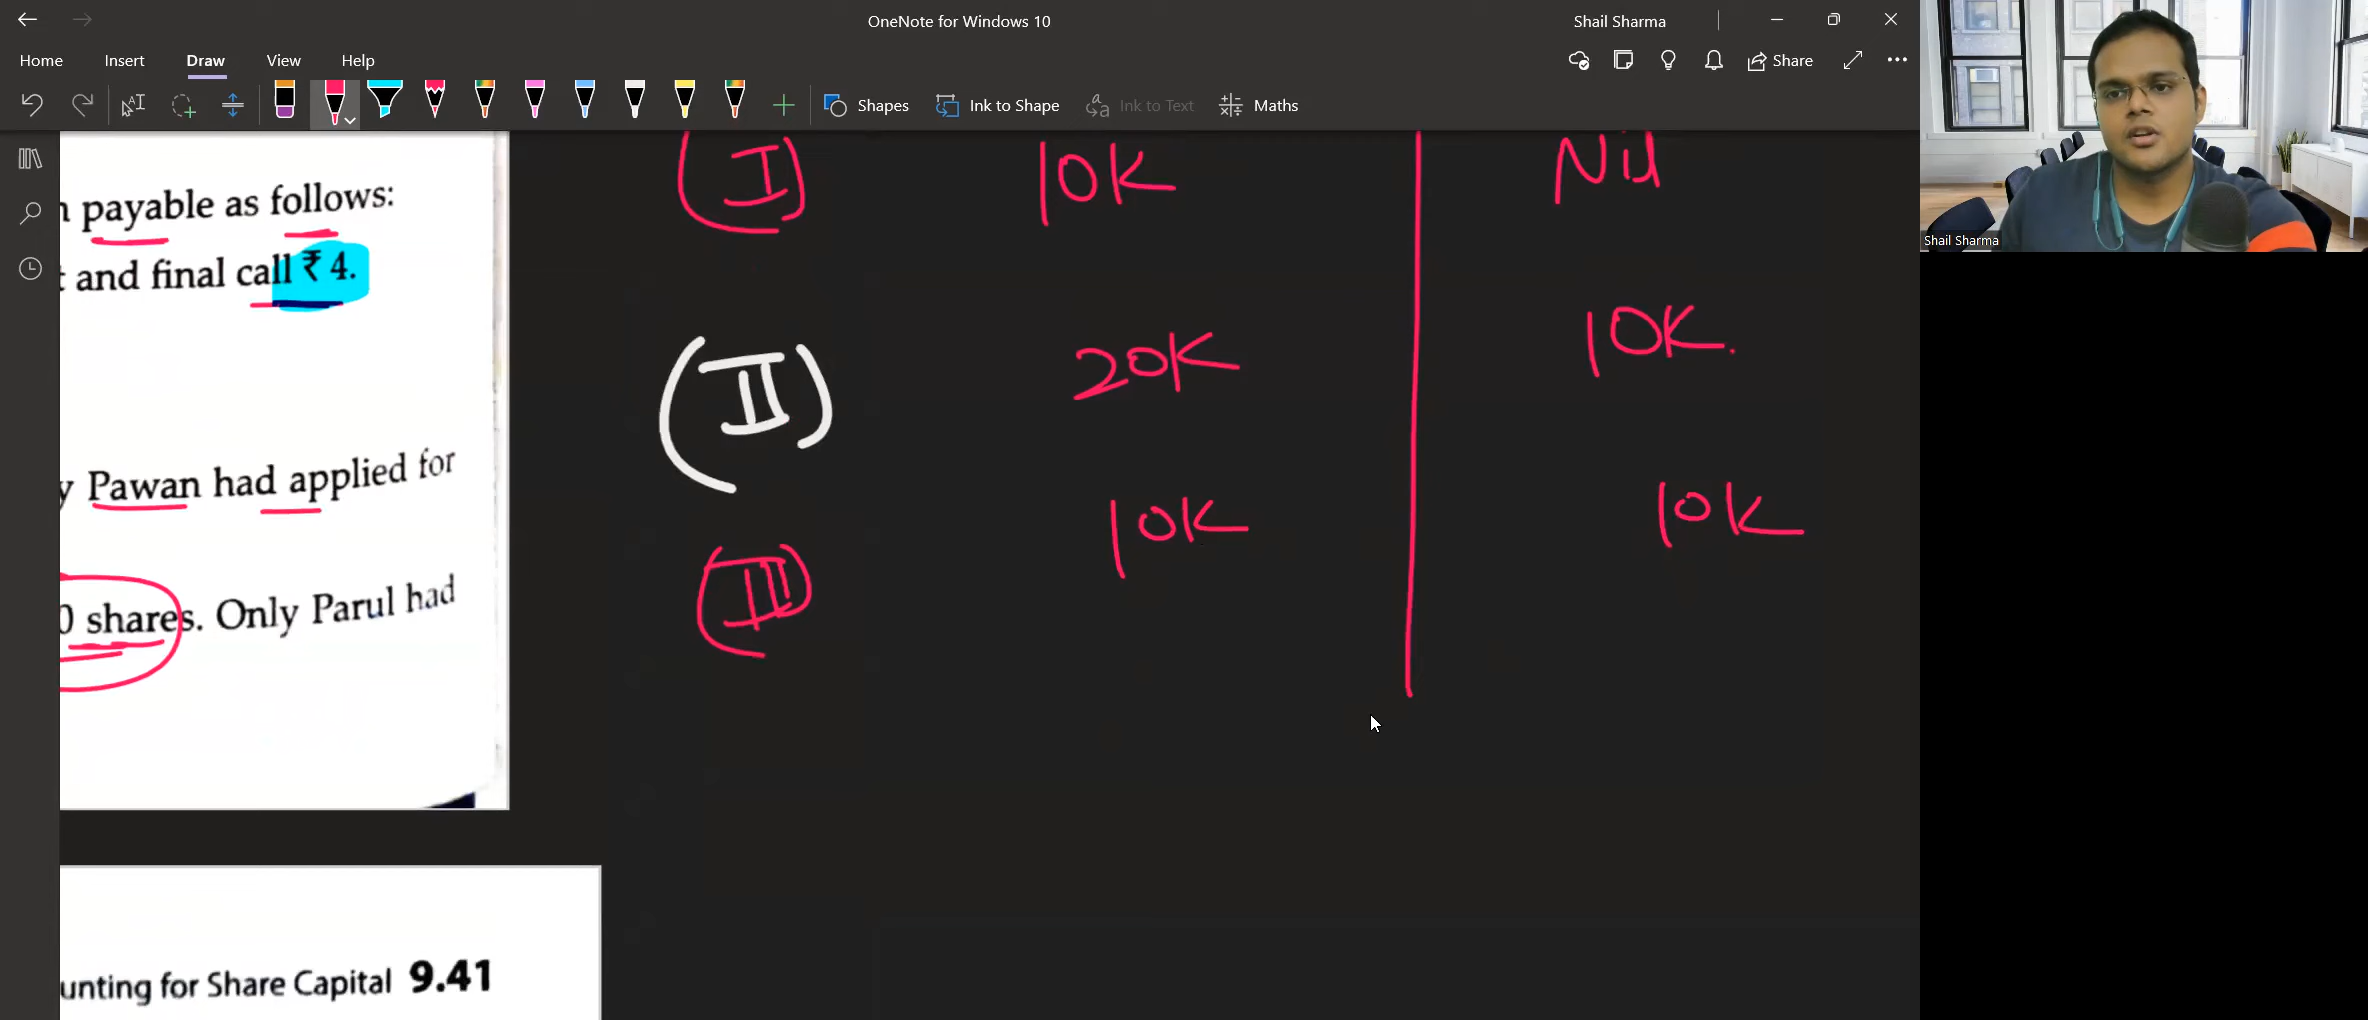 OneNote for Windows 10
Shail Sharma
Home Insert Draw View Help
Share
Shapes Ink to Shape Ink to Text Maths
Shail Sharma
n payable as follows:
t and final call ₹ 4.
y Pawan had applied for
0 shares. Only Parul had
(I) 10K Nil
(II) 20K 10K.
(III) 10K 10K
unting for Share Capital 9.41